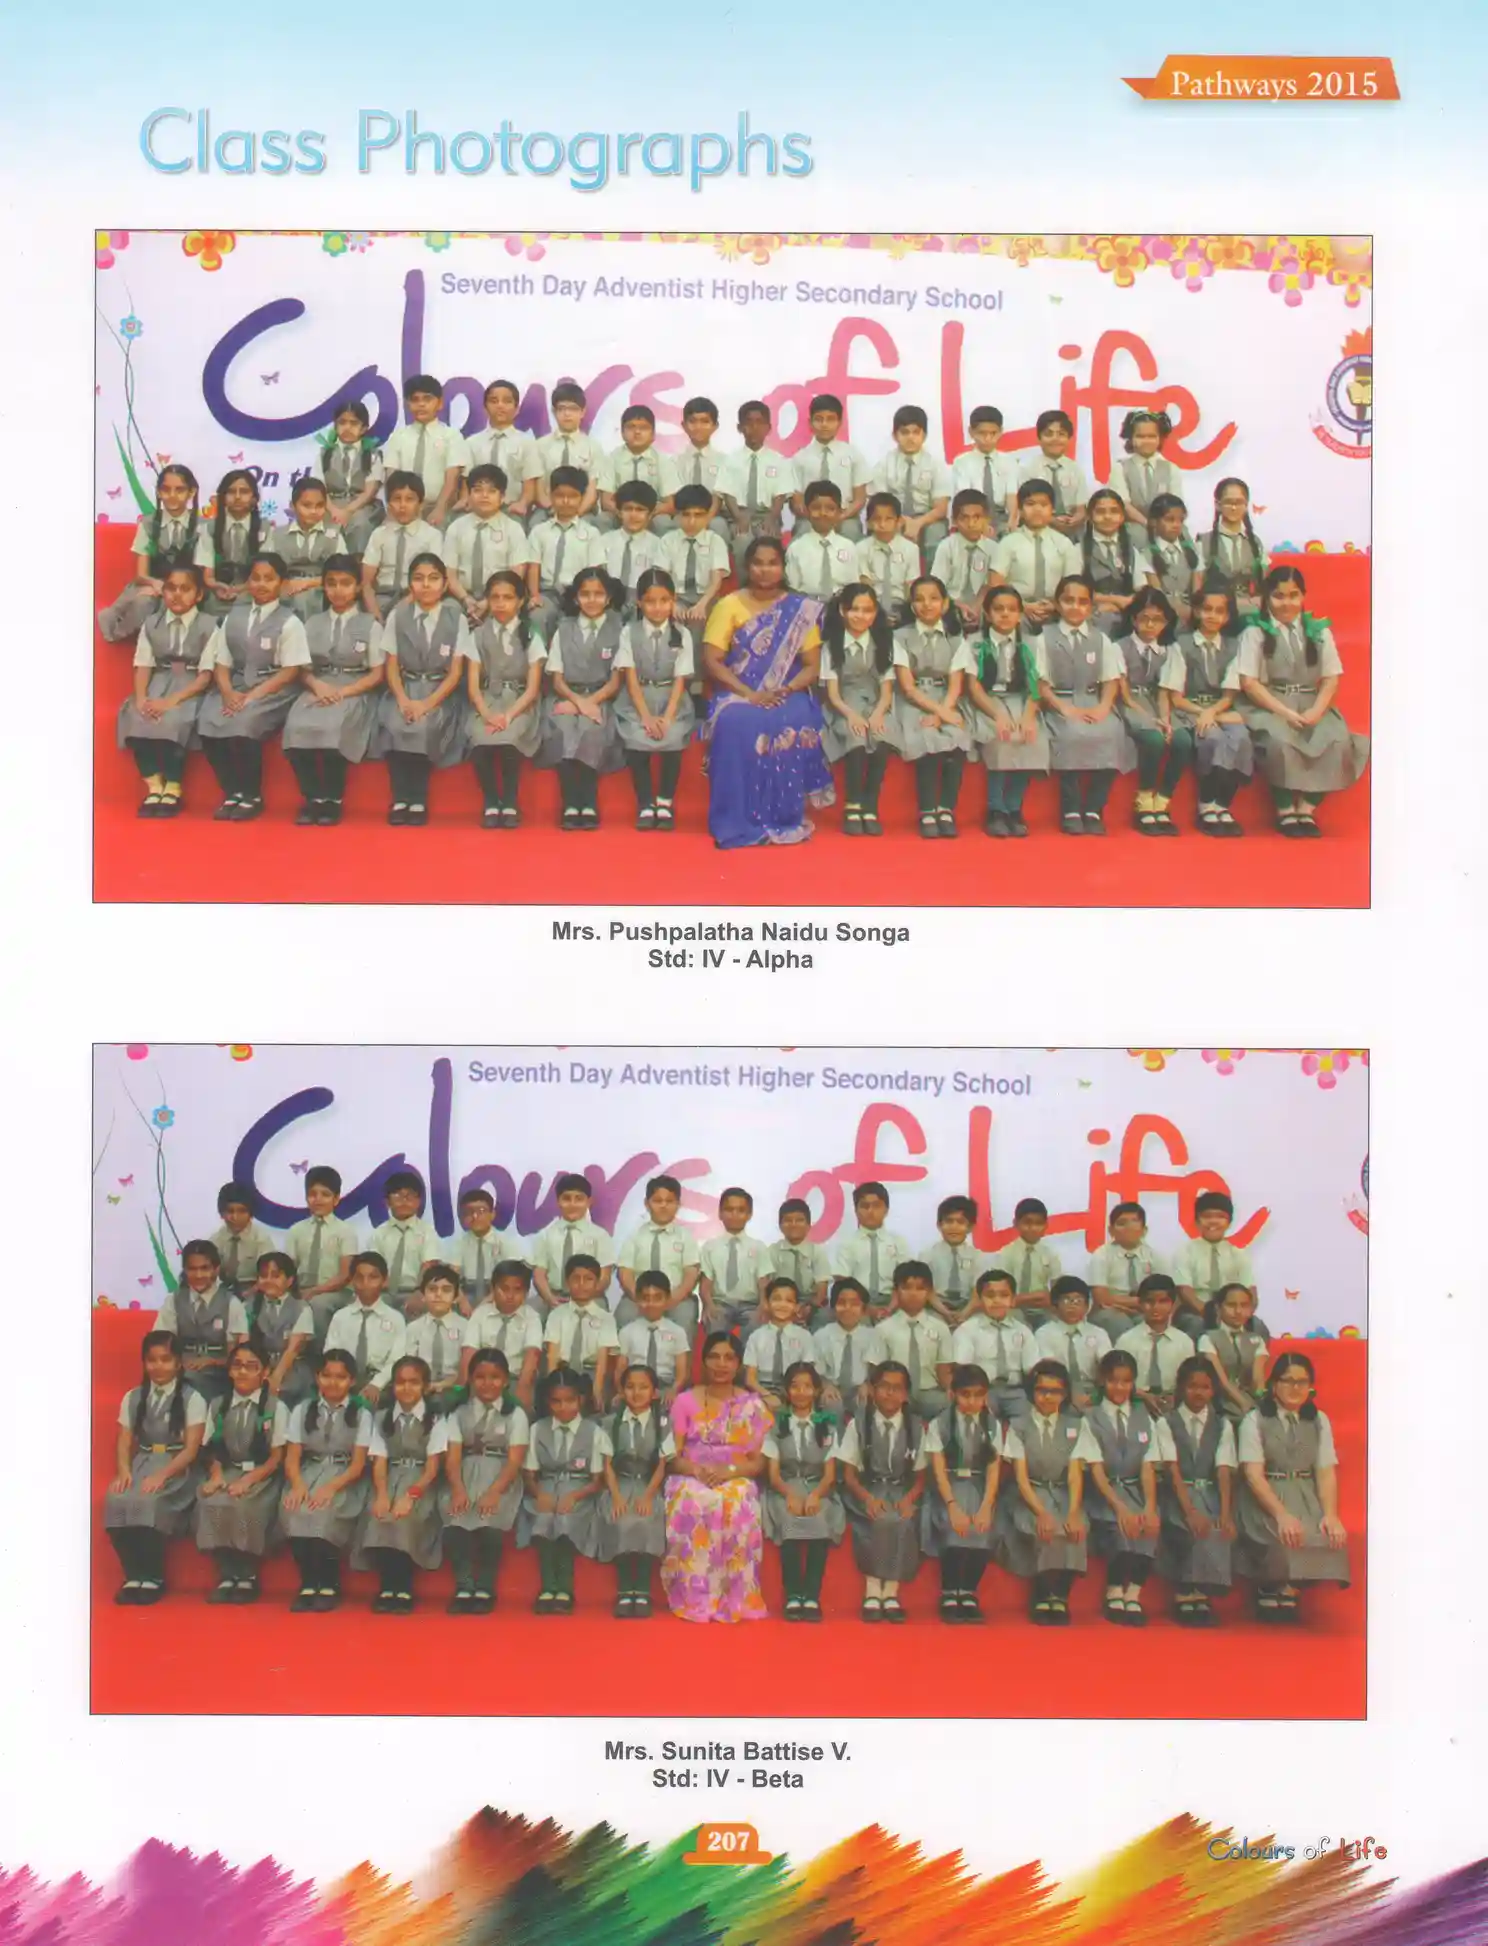 Pathways 2015
Class Photographs
Seventh Day Adventist Higher Secondary School
Colours of Life
On th
Mrs. Pushpalatha Naidu Songa
Std: IV - Alpha
Seventh Day Adventist Higher Secondary School
Colours of Life
Mrs. Sunita Battise V.
Std: IV - Beta
207
Colours of Life